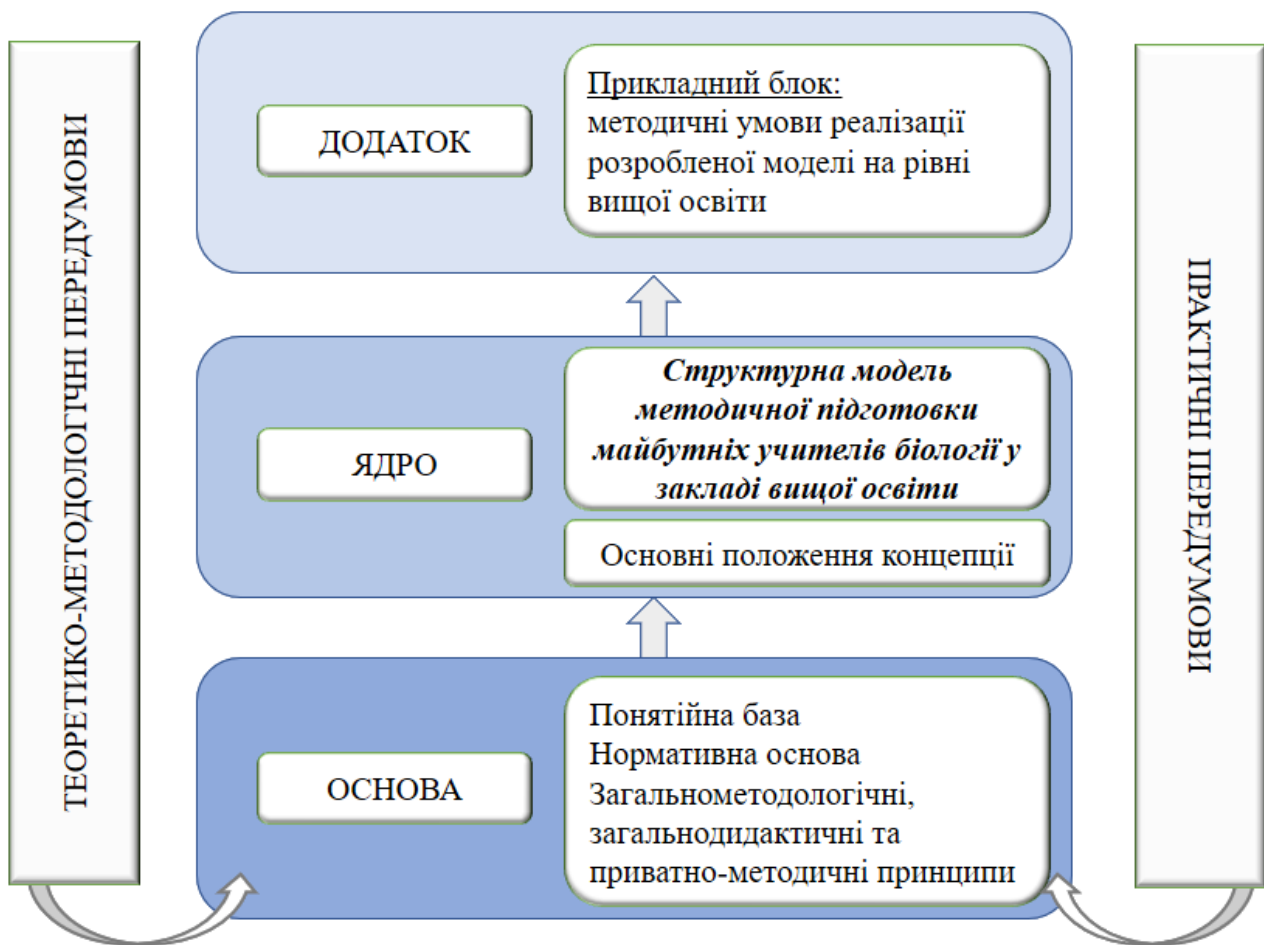 ТЕОРЕТИКО-МЕТОДОЛОГІЧНІ ПЕРЕДУМОВИ
ДОДАТОК
Прикладний блок:
методичні умови реалізації
розробленої моделі на рівні
вищої освіти
ЯДРО
Структурна модель
методичної підготовки
майбутніх учителів біології у
закладі вищої освіти
Основні положення концепції
ОСНОВА
Понятійна база
Нормативна основа
Загальнометодологічні,
загальнодидактичні та
приватно-методичні принципи
ПРАКТИЧНІ ПЕРЕДУМОВИ